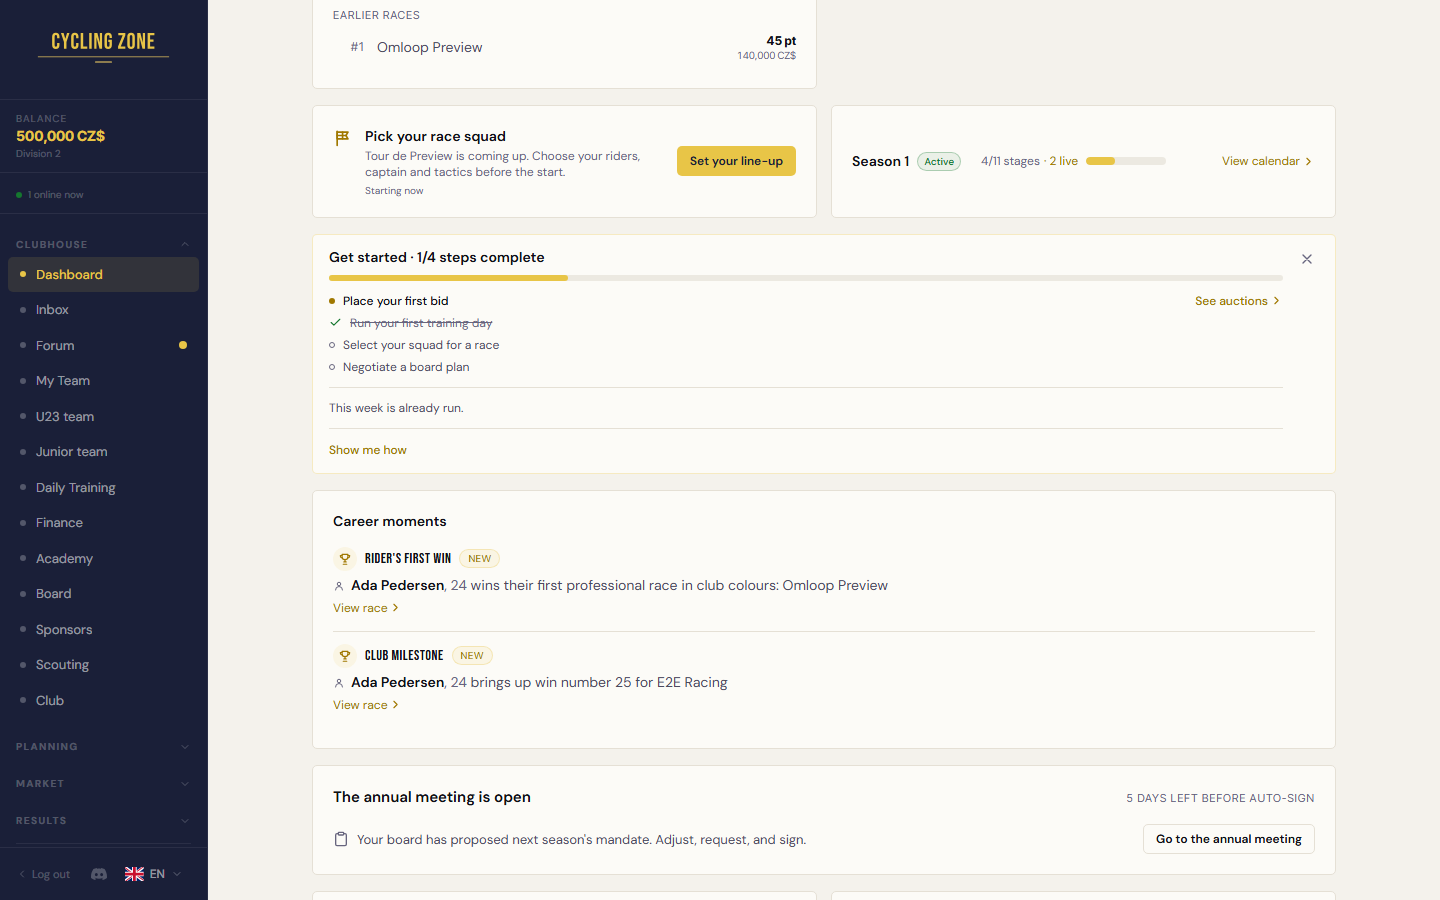 CYCLING ZONE
BALANCE
500,000 CZ$
Division 2
1 online now
CLUBHOUSE
Dashboard
Inbox
Forum
My Team
U23 team
Junior team
Daily Training
Finance
Academy
Board
Sponsors
Scouting
Club
PLANNING
MARKET
RESULTS
Log out
EN
EARLIER RACES
#1 Omloop Preview 45 pt
140,000 CZ$
Pick your race squad
Tour de Preview is coming up. Choose your riders,
captain and tactics before the start.
Starting now
Set your line-up
Season 1 Active 4/11 stages · 2 live View calendar
Get started · 1/4 steps complete
Place your first bid See auctions
Run your first training day
Select your squad for a race
Negotiate a board plan
This week is already run.
Show me how
Career moments
RIDER'S FIRST WIN NEW
Ada Pedersen, 24 wins their first professional race in club colours: Omloop Preview
View race
CLUB MILESTONE NEW
Ada Pedersen, 24 brings up win number 25 for E2E Racing
View race
The annual meeting is open 5 DAYS LEFT BEFORE AUTO-SIGN
Your board has proposed next season's mandate. Adjust, request, and sign. Go to the annual meeting